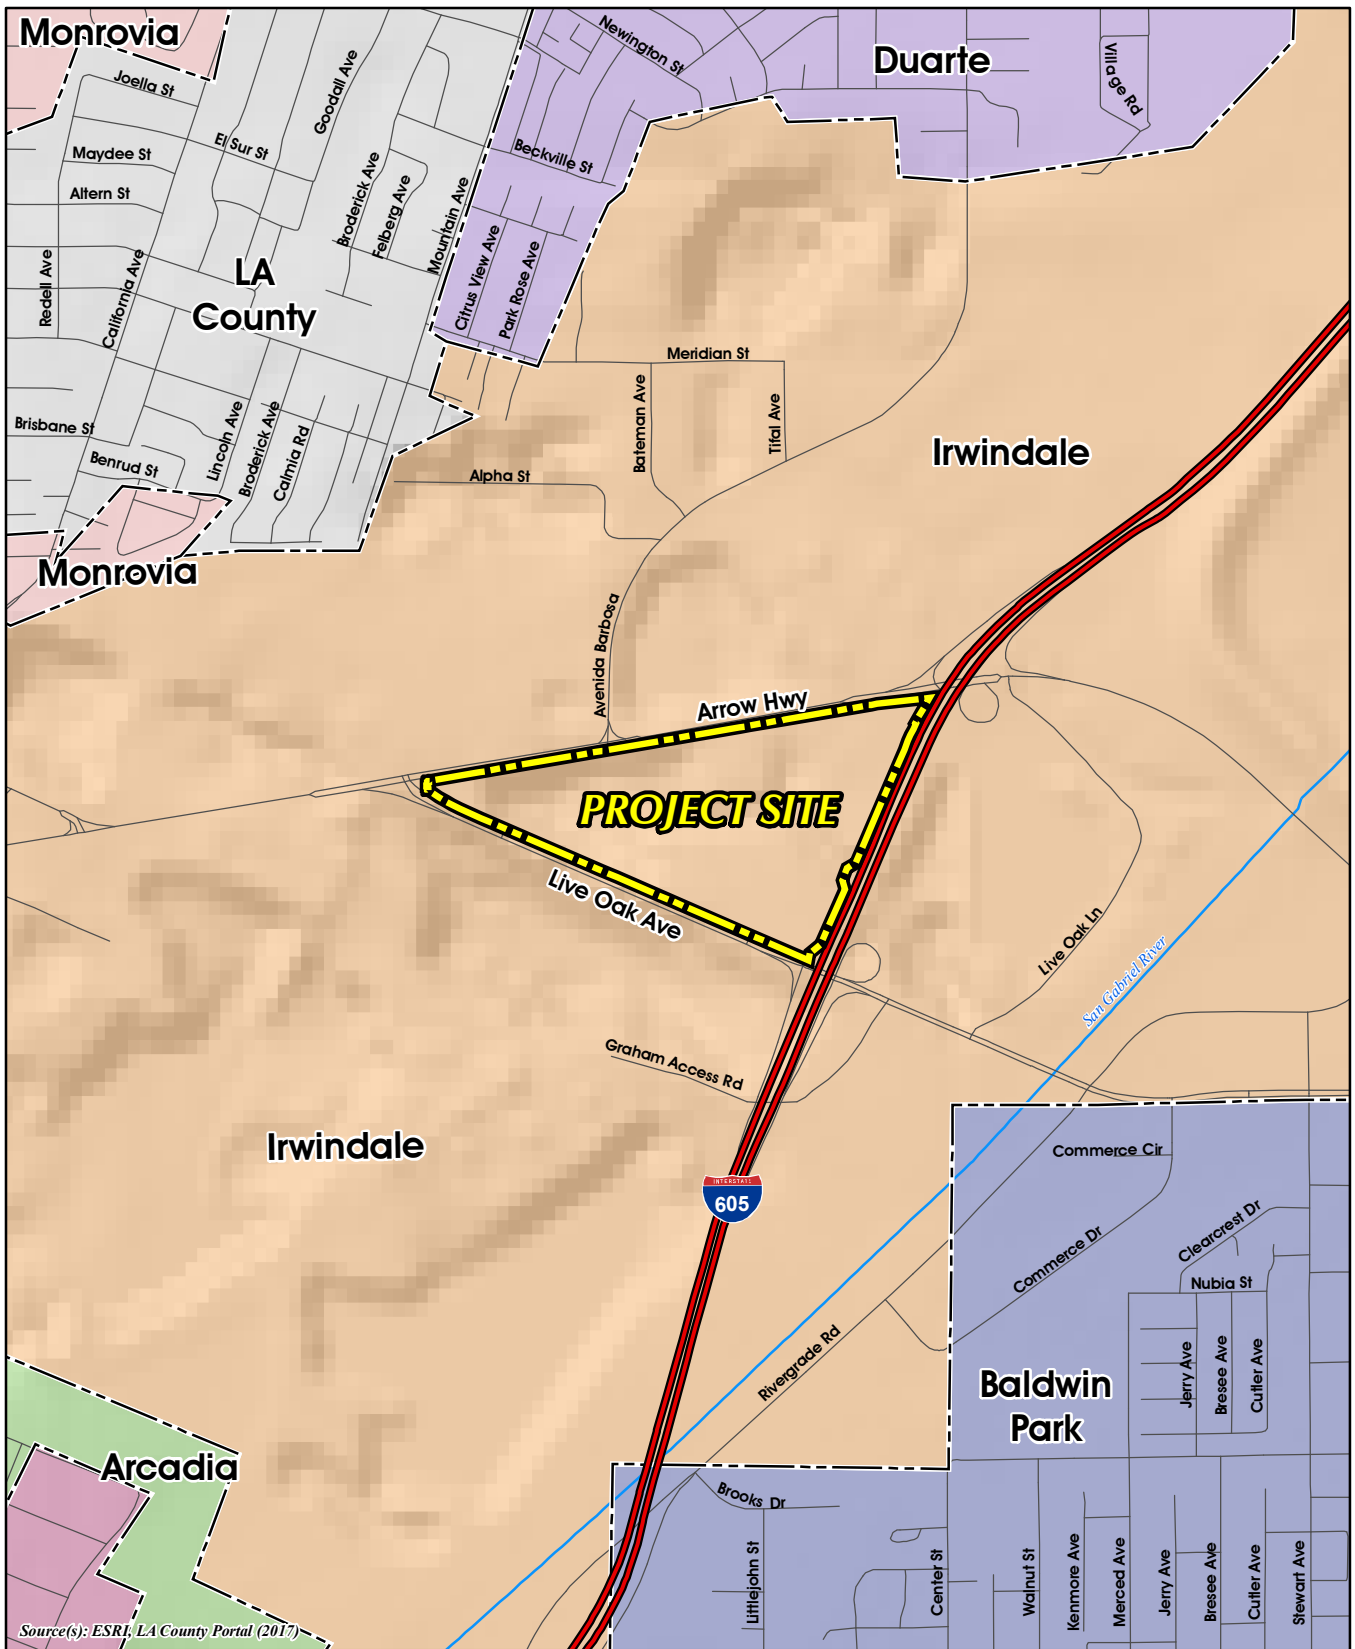 Monrovia
Duarte
Newington St
Village Rd
Joella St
Goodall Ave
El Sur St
Maydee St
Altern St
Beckville St
Broderick Ave
Felberg Ave
Mountain Ave
Redell Ave
California Ave
LA
County
Citrus View Ave
Park Rose Ave
Meridian St
Bateman Ave
Tifal Ave
Irwindale
Brisbane St
Benrud St
Lincoln Ave
Broderick Ave
Calmia Rd
Alpha St
Monrovia
Avenida Barbosa
Arrow Hwy
PROJECT SITE
Live Oak Ave
Live Oak Ln
San Gabriel River
Graham Access Rd
Irwindale
INTERSTATE
605
Commerce Cir
Commerce Dr
Clearcrest Dr
Nubia St
Rivergrade Rd
Jerry Ave
Bresee Ave
Cutler Ave
Baldwin
Park
Arcadia
Brooks Dr
Littlejohn St
Center St
Walnut St
Kenmore Ave
Merced Ave
Jerry Ave
Bresee Ave
Cutler Ave
Stewart Ave
Source(s): ESRI, LA County Portal (2017)